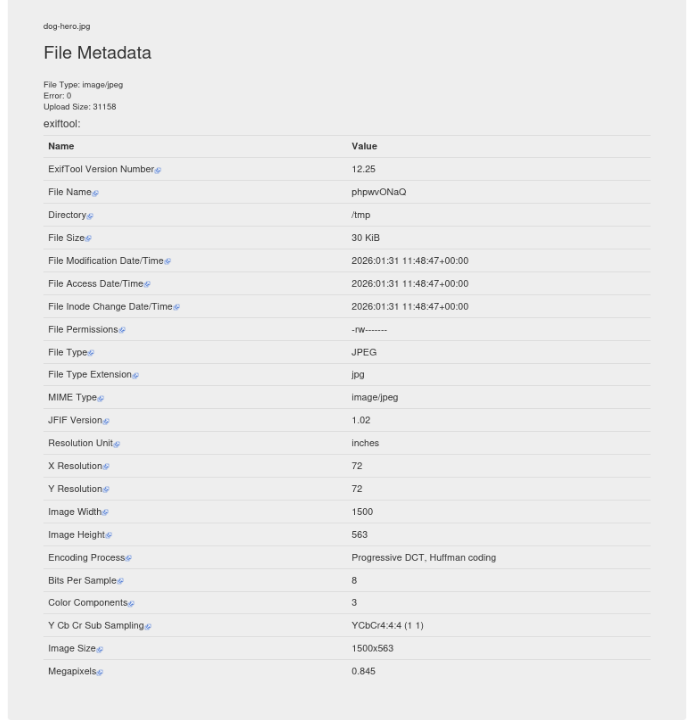 dog-hero.jpg
File Metadata
File Type: image/jpeg
Error: 0
Upload Size: 31158
exiftool:
Name Value
ExifTool Version Number 12.25
File Name phpwvONaQ
Directory /tmp
File Size 30 KiB
File Modification Date/Time 2026:01:31 11:48:47+00:00
File Access Date/Time 2026:01:31 11:48:47+00:00
File Inode Change Date/Time 2026:01:31 11:48:47+00:00
File Permissions -rw-------
File Type JPEG
File Type Extension jpg
MIME Type image/jpeg
JFIF Version 1.02
Resolution Unit inches
X Resolution 72
Y Resolution 72
Image Width 1500
Image Height 563
Encoding Process Progressive DCT, Huffman coding
Bits Per Sample 8
Color Components 3
Y Cb Cr Sub Sampling YCbCr4:4:4 (1 1)
Image Size 1500x563
Megapixels 0.845